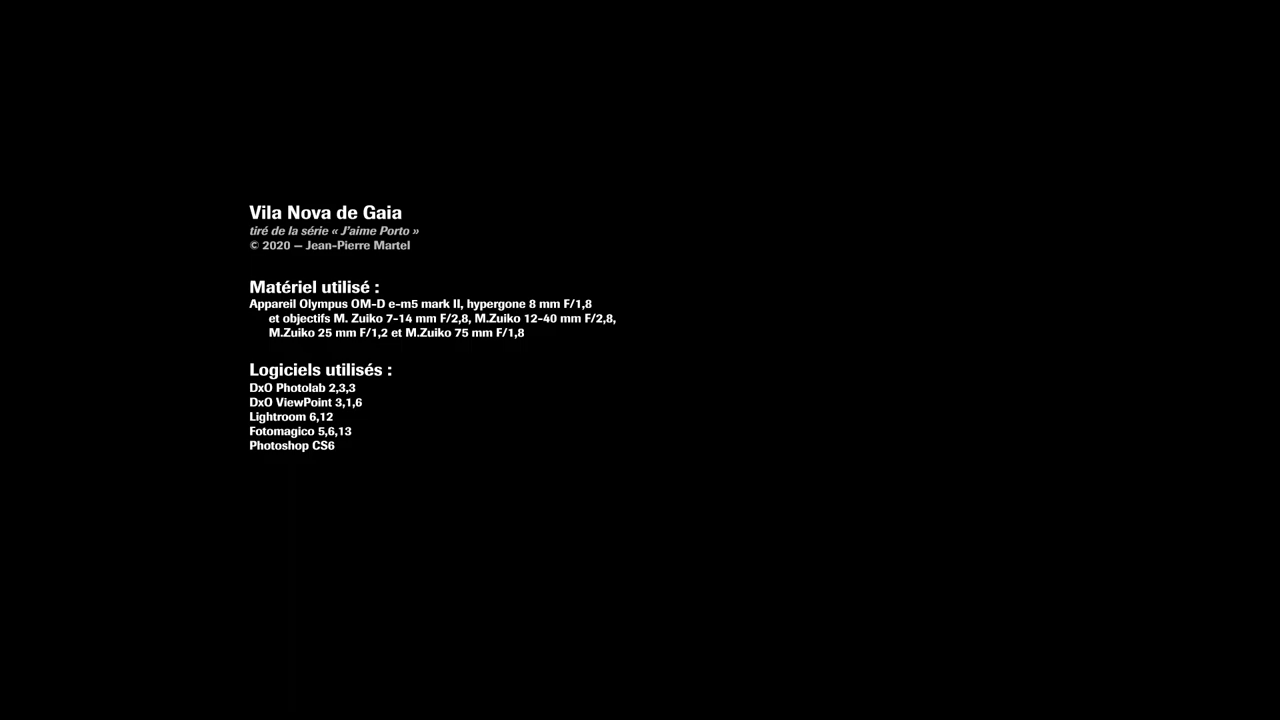 Vila Nova de Gaia
tiré de la série « J'aime Porto »
© 2020 — Jean-Pierre Martel
Matériel utilisé :
Appareil Olympus OM-D e-m5 mark II, hypergone 8 mm F/1,8
et objectifs M. Zuiko 7-14 mm F/2,8, M.Zuiko 12-40 mm F/2,8,
M.Zuiko 25 mm F/1,2 et M.Zuiko 75 mm F/1,8
Logiciels utilisés :
DxO Photolab 2,3,3
DxO ViewPoint 3,1,6
Lightroom 6,12
Fotomagico 5,6,13
Photoshop CS6